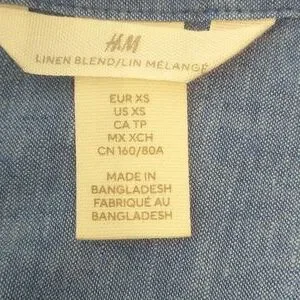 H&M
LINEN BLEND/LIN MÉLANGÉ
EUR XS
US XS
CA TP
MX XCH
CN 160/80A
MADE IN
BANGLADESH
FABRIQUÉ AU
BANGLADESH